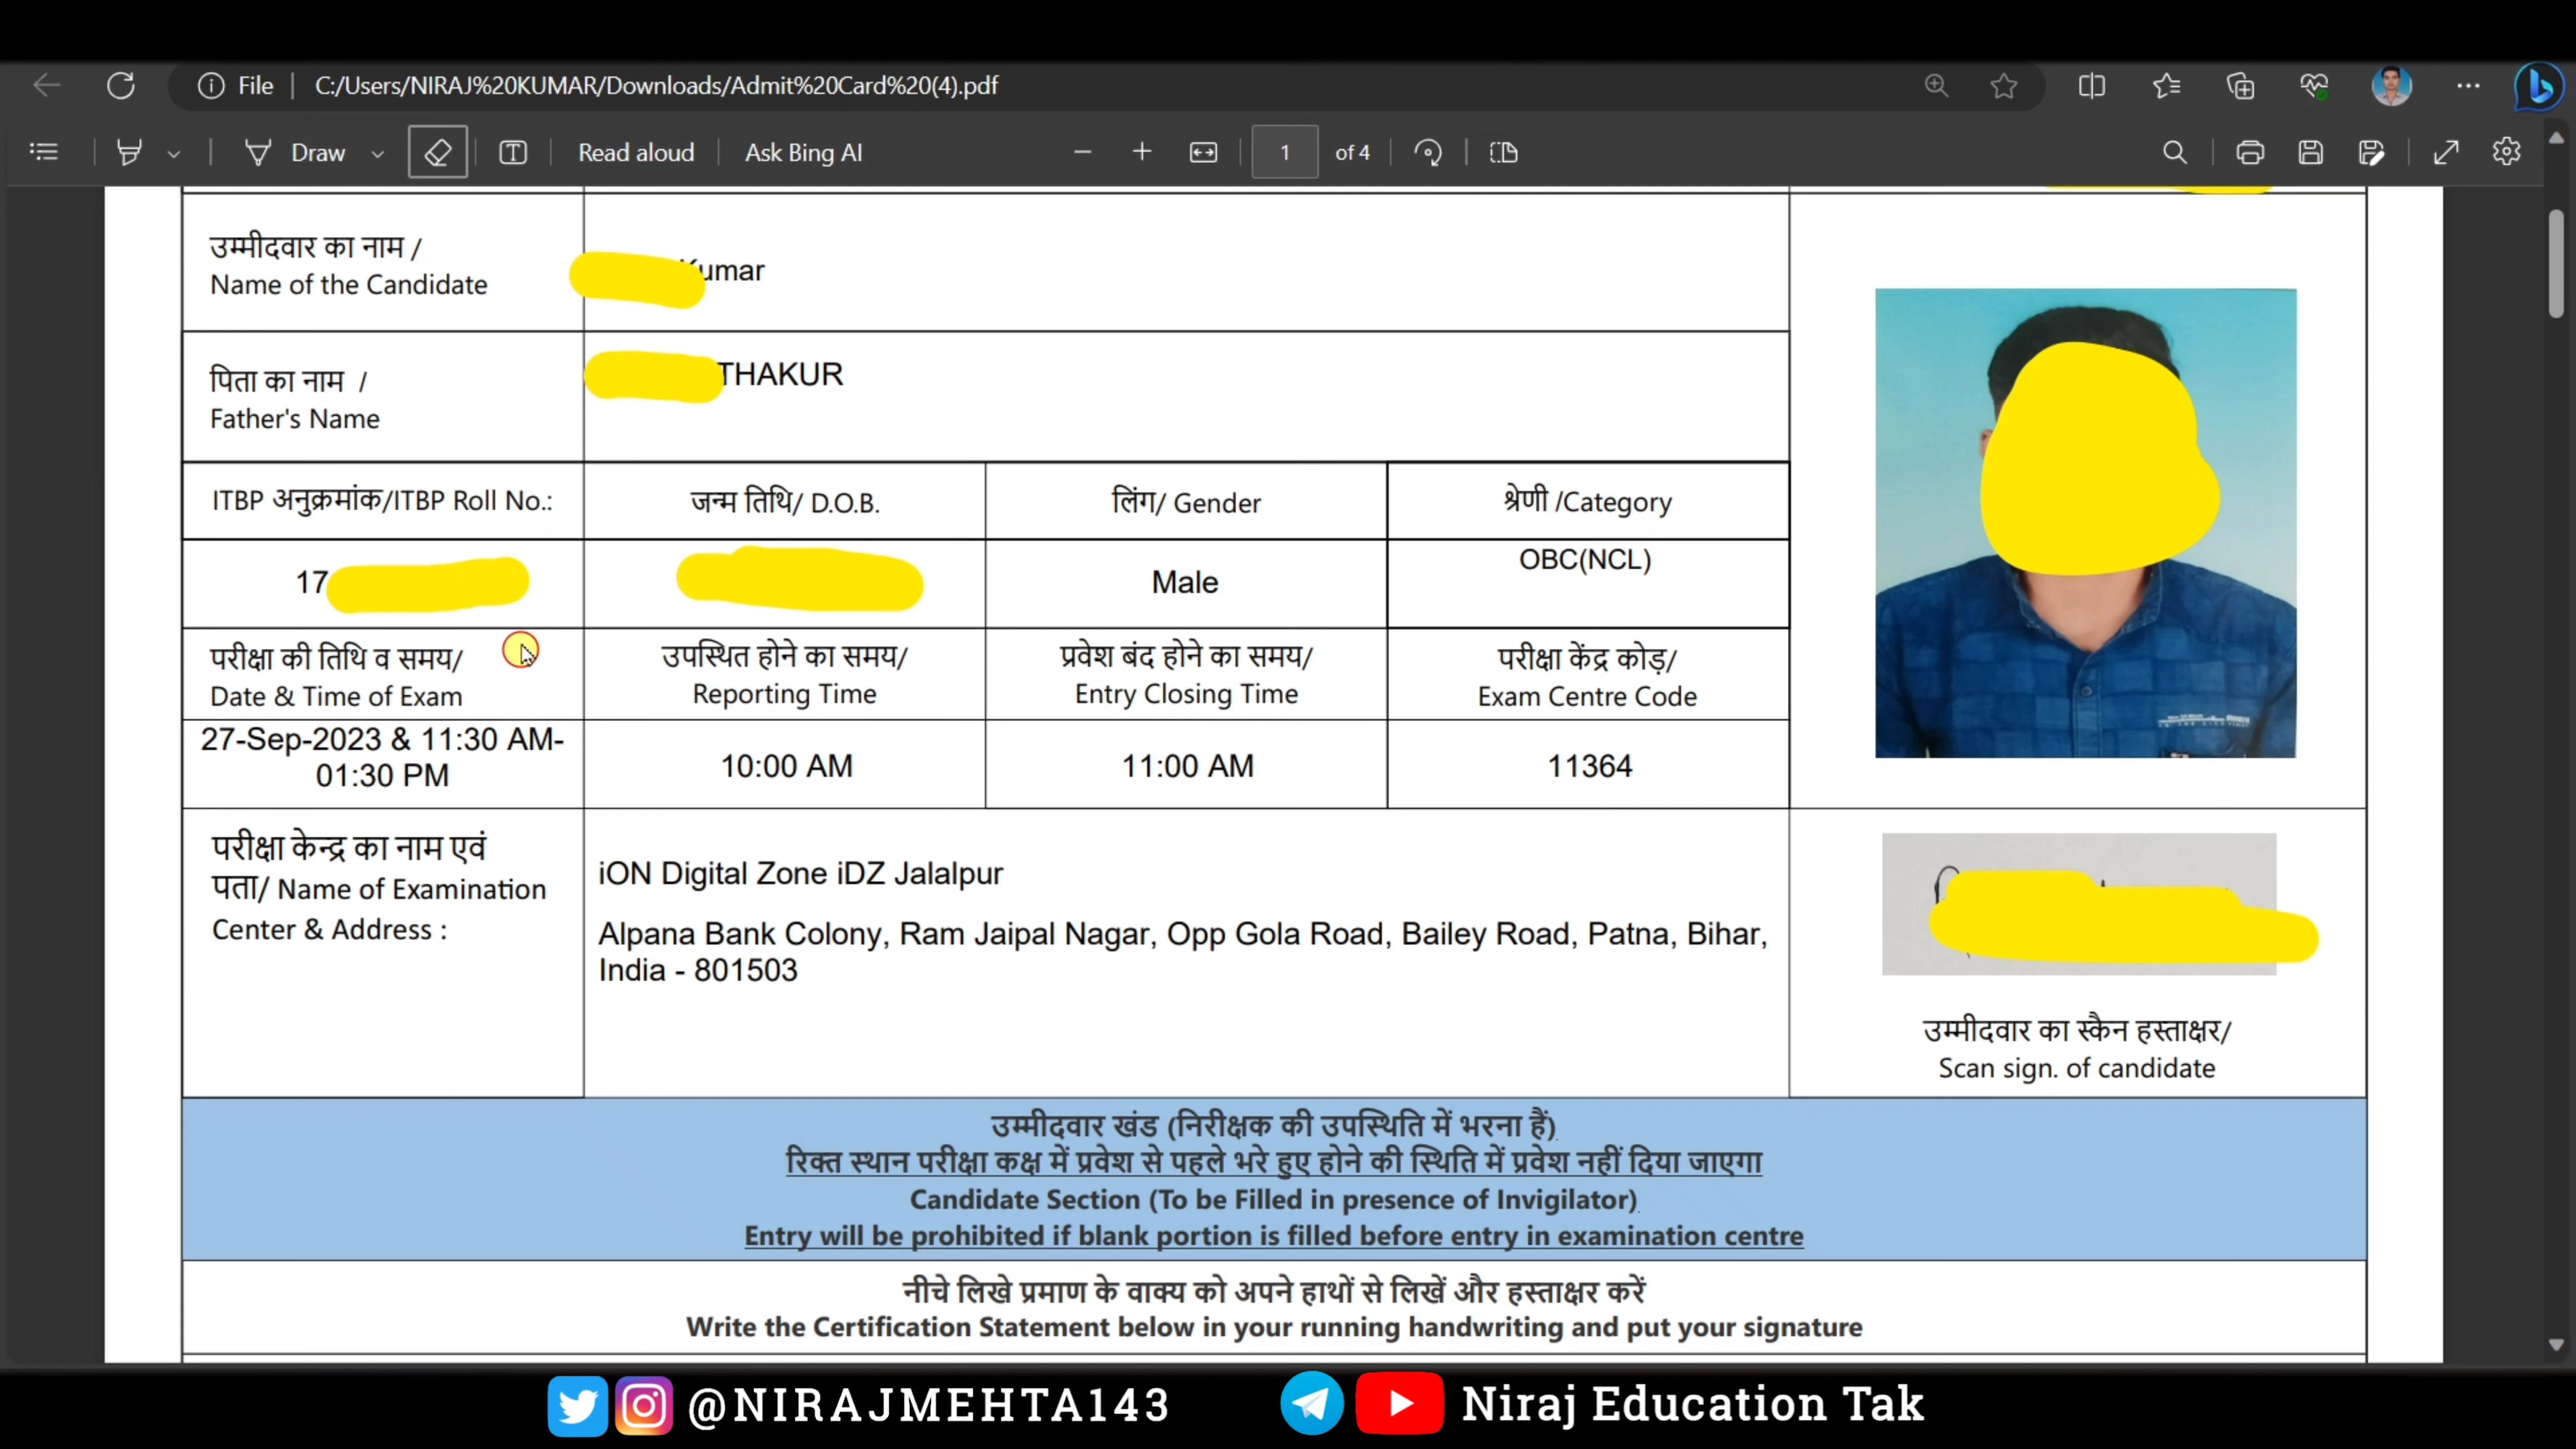 File C:/Users/NIRAJ%20KUMAR/Downloads/Admit%20Card%20(4).pdf
Draw Read aloud Ask Bing AI 1 of 4
उम्मीदवार का नाम /
Name of the Candidate
Kumar
पिता का नाम /
Father's Name
THAKUR
ITBP अनुक्रमांक/ITBP Roll No.: जन्म तिथि/ D.O.B. लिंग/ Gender श्रेणी /Category
17 Male OBC(NCL)
परीक्षा की तिथि व समय/
Date & Time of Exam
उपस्थित होने का समय/
Reporting Time
प्रवेश बंद होने का समय/
Entry Closing Time
परीक्षा केंद्र कोड़/
Exam Centre Code
27-Sep-2023 & 11:30 AM-
01:30 PM
10:00 AM
11:00 AM
11364
परीक्षा केन्द्र का नाम एवं
पता/ Name of Examination
Center & Address :
iON Digital Zone iDZ Jalalpur
Alpana Bank Colony, Ram Jaipal Nagar, Opp Gola Road, Bailey Road, Patna, Bihar,
India - 801503
उम्मीदवार का स्कैन हस्ताक्षर/
Scan sign. of candidate
उम्मीदवार खंड (निरीक्षक की उपस्थिति में भरना हैं)
रिक्त स्थान परीक्षा कक्ष में प्रवेश से पहले भरे हुए होने की स्थिति में प्रवेश नहीं दिया जाएगा
Candidate Section (To be Filled in presence of Invigilator)
Entry will be prohibited if blank portion is filled before entry in examination centre
नीचे लिखे प्रमाण के वाक्य को अपने हाथों से लिखें और हस्ताक्षर करें
Write the Certification Statement below in your running handwriting and put your signature
@NIRAJMEHTA143 Niraj Education Tak